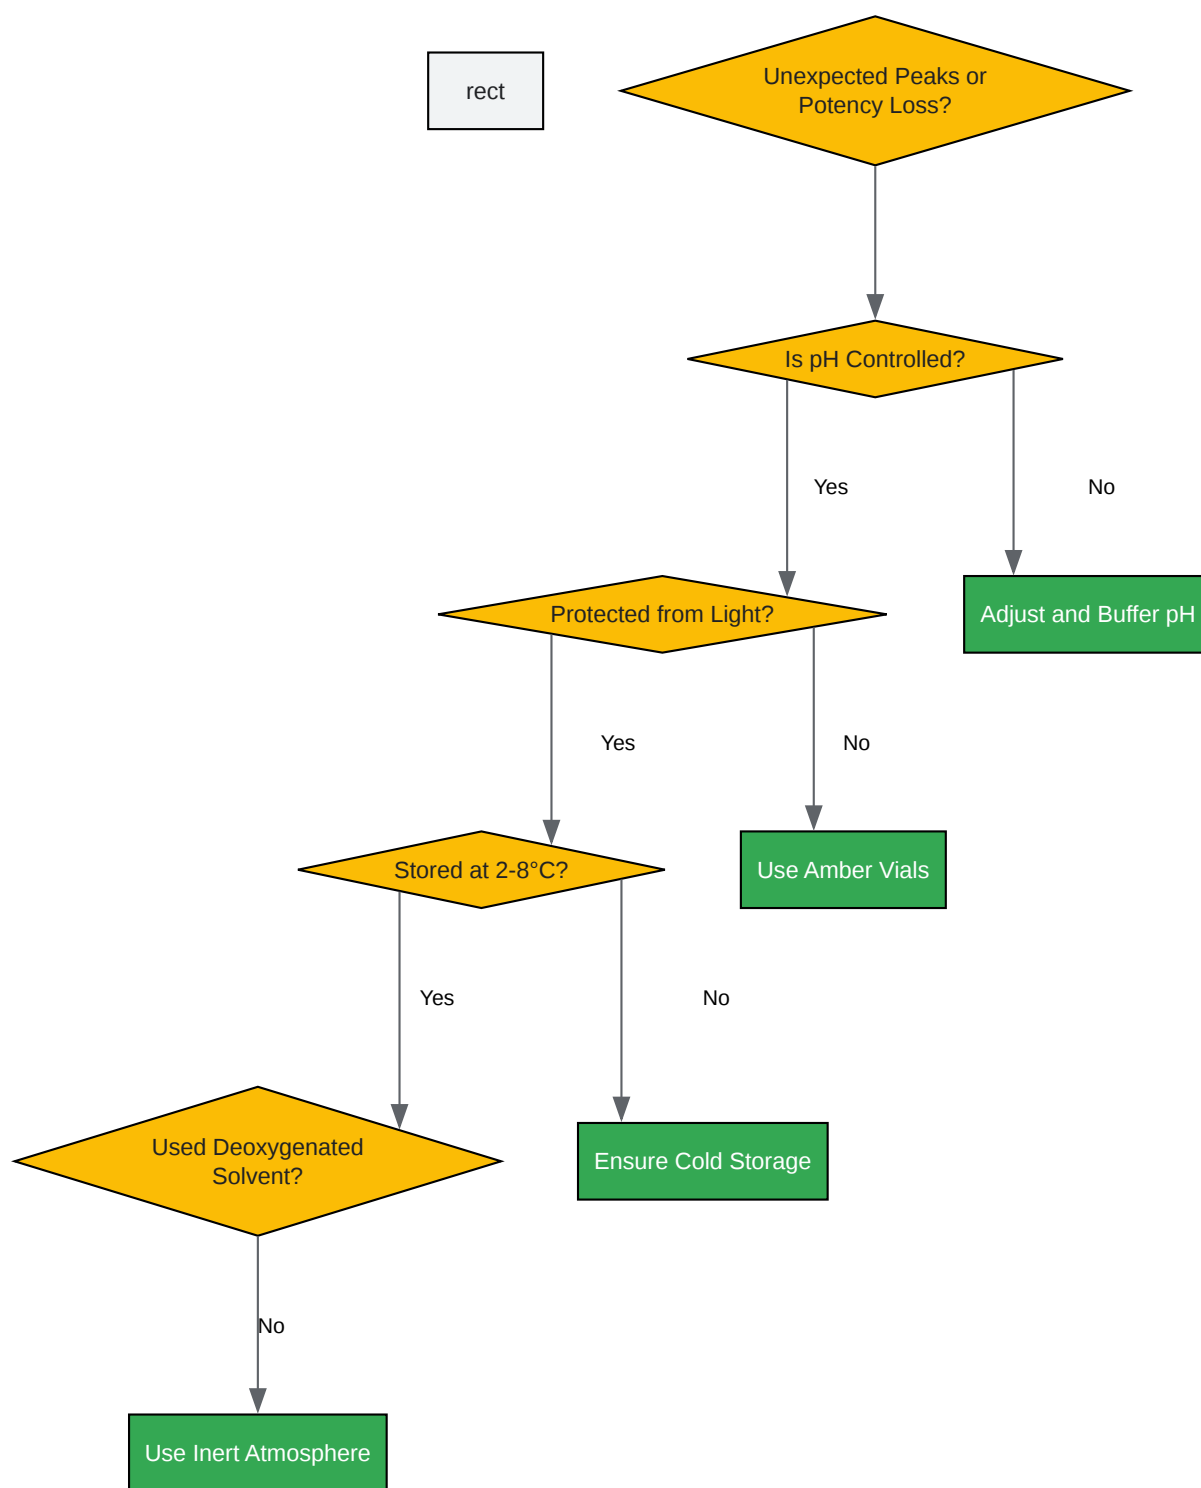 rect
Unexpected Peaks or
Potency Loss?
Is pH Controlled?
Yes
No
Protected from Light?
Adjust and Buffer pH
Yes
No
Stored at 2-8°C?
Use Amber Vials
Yes
No
Used Deoxygenated
Solvent?
Ensure Cold Storage
No
Use Inert Atmosphere